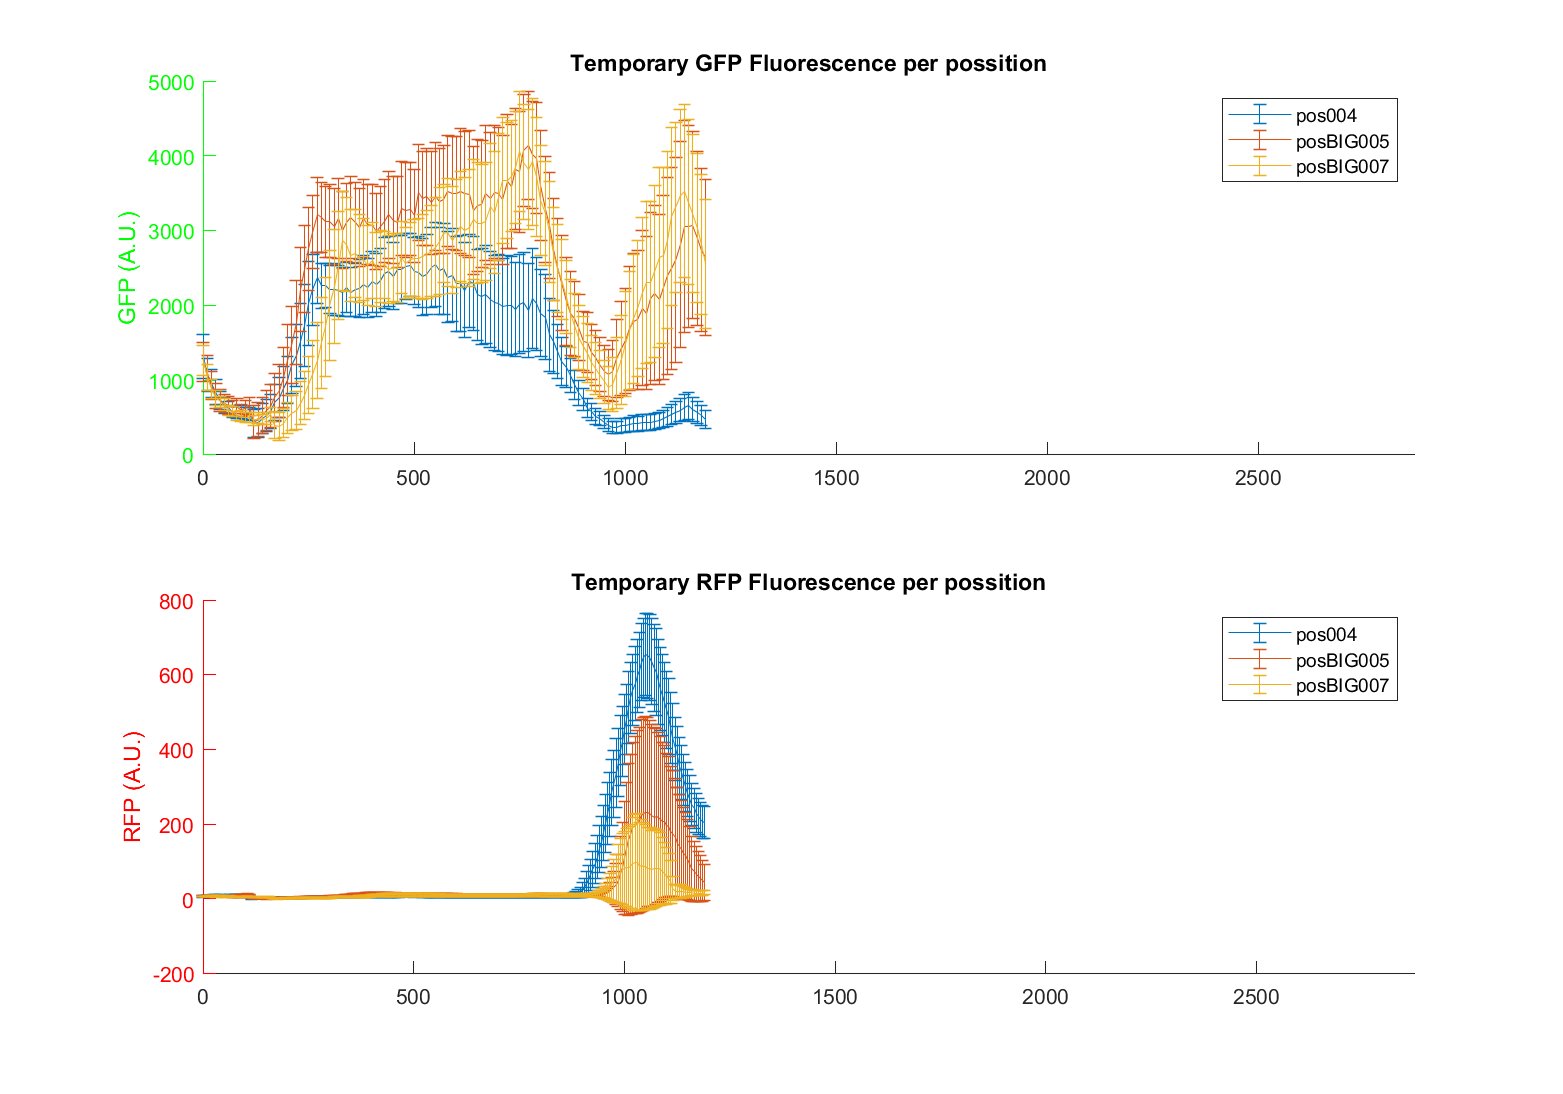 Temporary GFP Fluorescence per possition
5000
4000
3000
2000
1000
0
GFP (A.U.)
0 500 1000 1500 2000 2500
pos004
posBIG005
posBIG007
Temporary RFP Fluorescence per possition
800
600
400
200
0
-200
RFP (A.U.)
0 500 1000 1500 2000 2500
pos004
posBIG005
posBIG007